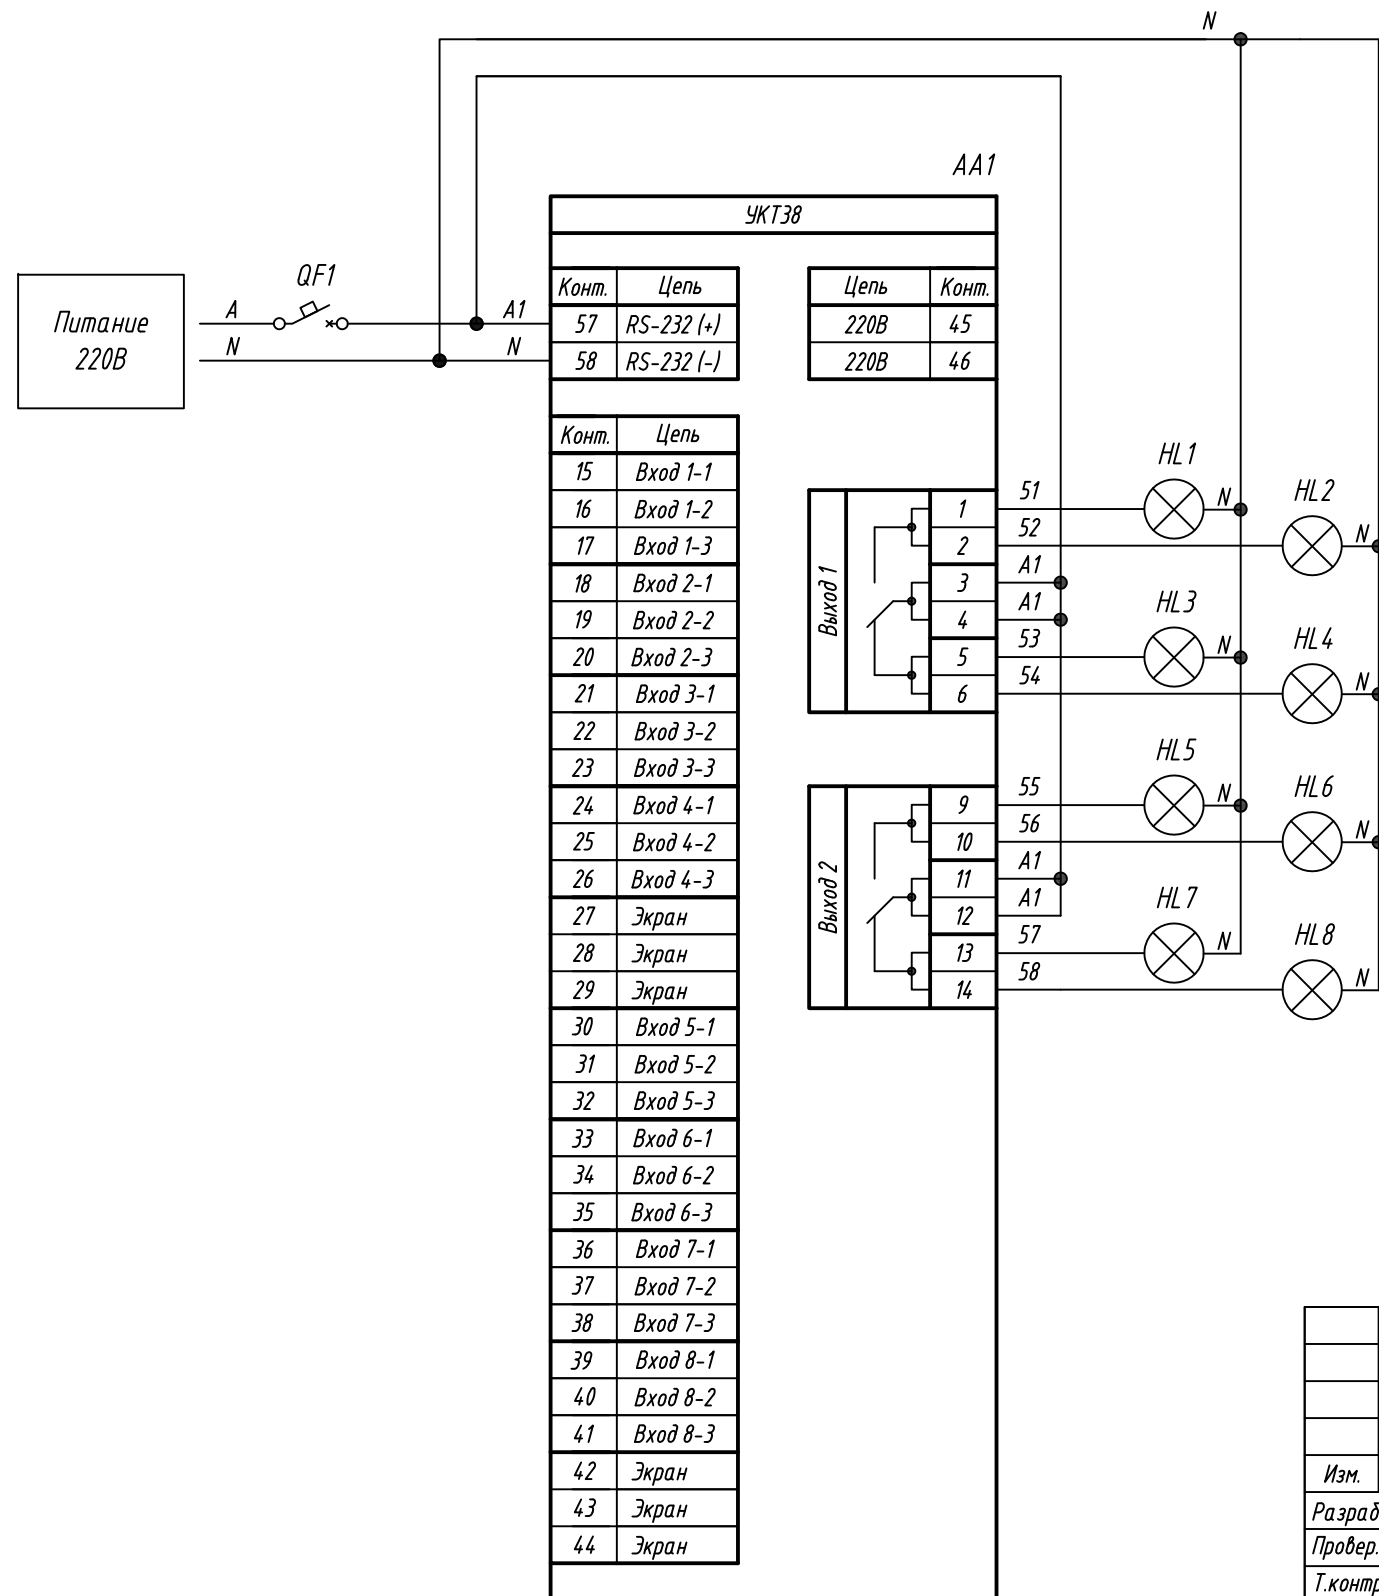 N
AA1
УКТ38
QF1
Питание
220В
A
N
A1
N
Конт. Цепь
57 RS-232 (+)
58 RS-232 (-)
Цепь Конт.
220В 45
220В 46
Конт. Цепь
15 Вход 1-1
16 Вход 1-2
17 Вход 1-3
18 Вход 2-1
19 Вход 2-2
20 Вход 2-3
21 Вход 3-1
22 Вход 3-2
23 Вход 3-3
24 Вход 4-1
25 Вход 4-2
26 Вход 4-3
27 Экран
28 Экран
29 Экран
30 Вход 5-1
31 Вход 5-2
32 Вход 5-3
33 Вход 6-1
34 Вход 6-2
35 Вход 6-3
36 Вход 7-1
37 Вход 7-2
38 Вход 7-3
39 Вход 8-1
40 Вход 8-2
41 Вход 8-3
42 Экран
43 Экран
44 Экран
Выход 1
1 51 HL1 N
2 52 HL2 N
3 A1
4 A1
5 53 HL3 N
6 54 HL4 N
Выход 2
9 55 HL5 N
10 56 HL6 N
11 A1
12 A1
13 57 HL7 N
14 58 HL8 N
Изм.
Разраб
Провер.
Т.контр